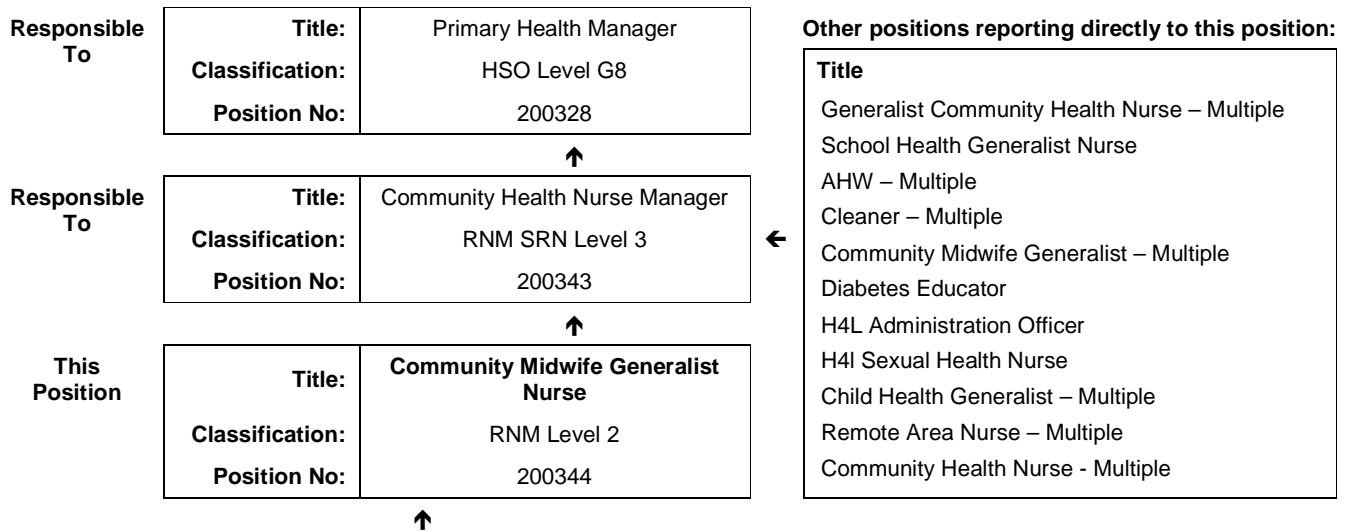 Responsible To
Title: Primary Health Manager
Classification: HSO Level G8
Position No: 200328
Responsible To
Title: Community Health Nurse Manager
Classification: RNM SRN Level 3
Position No: 200343
This Position
Title: Community Midwife Generalist Nurse
Classification: RNM Level 2
Position No: 200344
Other positions reporting directly to this position:
Title
Generalist Community Health Nurse – Multiple
School Health Generalist Nurse
AHW – Multiple
Cleaner – Multiple
Community Midwife Generalist – Multiple
Diabetes Educator
H4L Administration Officer
H4l Sexual Health Nurse
Child Health Generalist – Multiple
Remote Area Nurse – Multiple
Community Health Nurse - Multiple